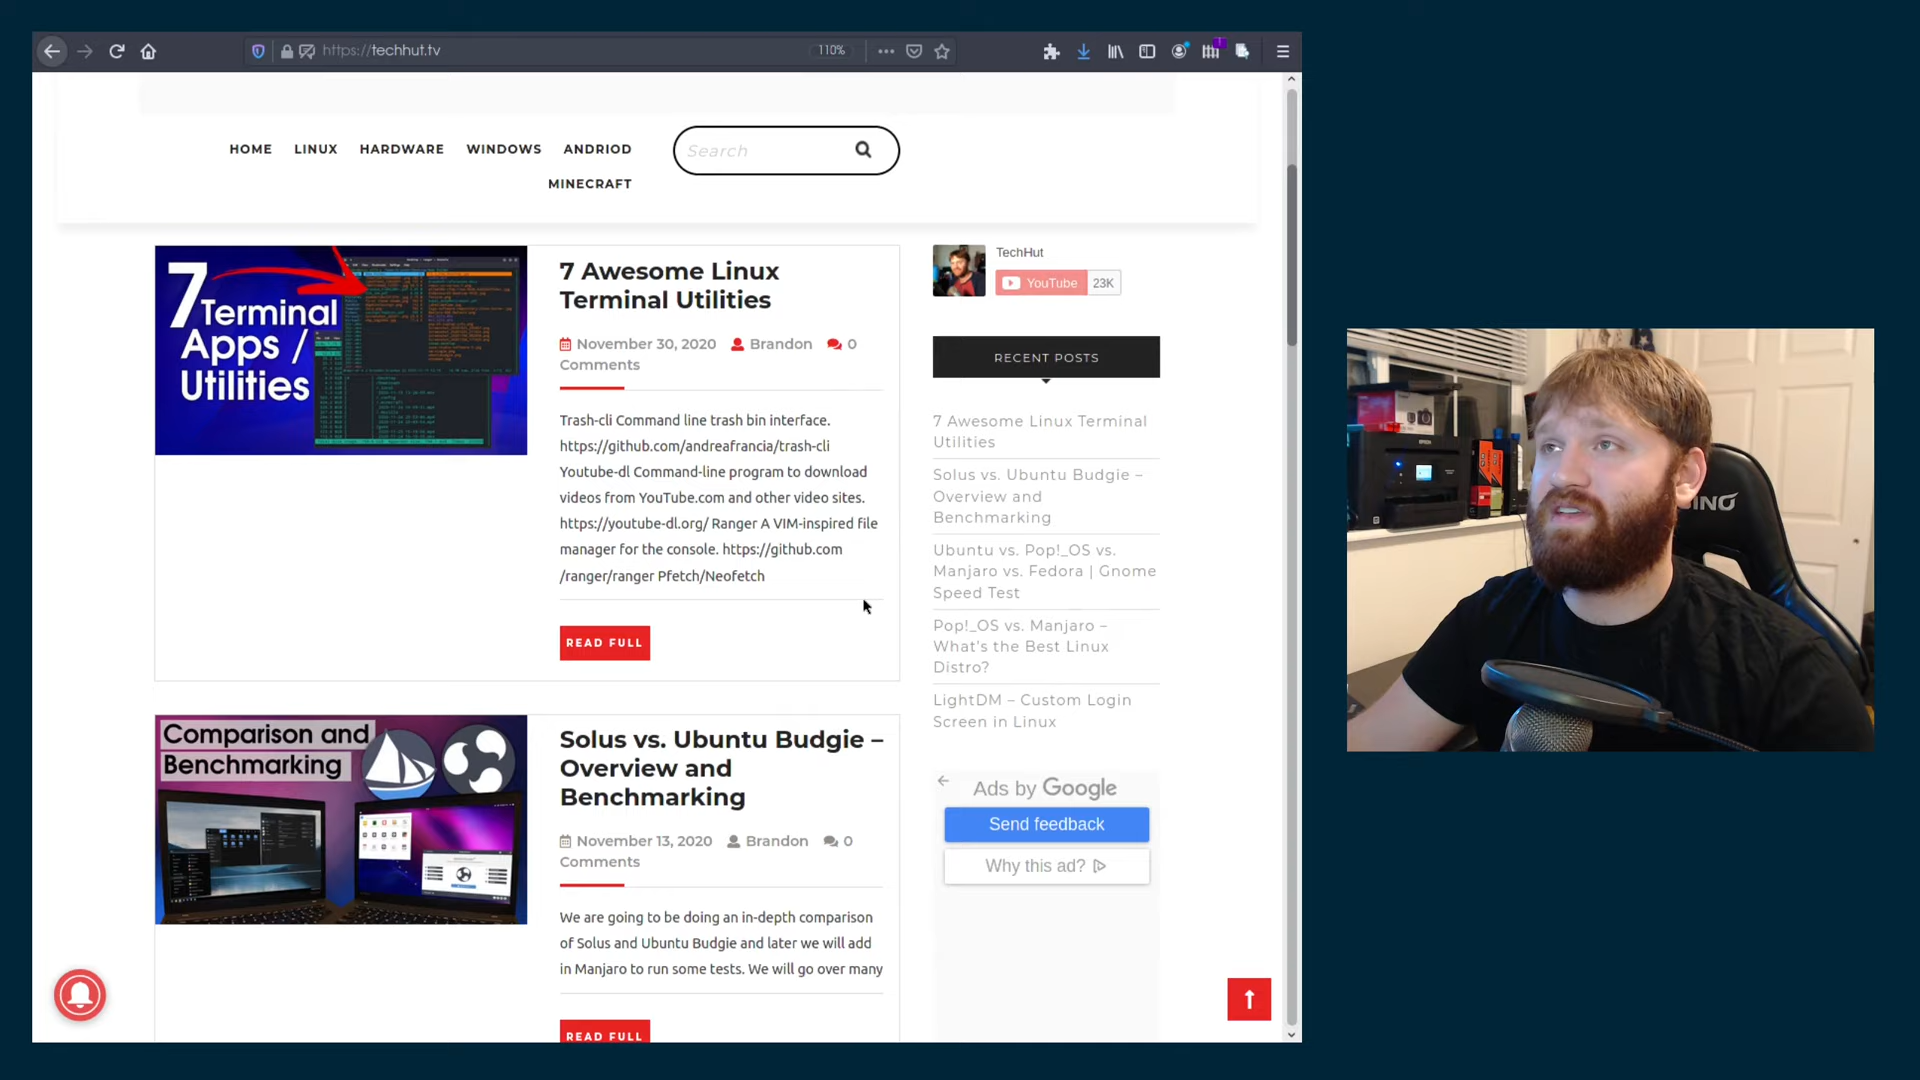 https://techhut.tv
110%
HOME LINUX HARDWARE WINDOWS ANDRIOD
MINECRAFT
Search
7 Terminal
Apps /
Utilities
7 Awesome Linux
Terminal Utilities
November 30, 2020 Brandon 0
Comments
Trash-cli Command line trash bin interface.
https://github.com/andreafrancia/trash-cli
Youtube-dl Command-line program to download
videos from YouTube.com and other video sites.
https://youtube-dl.org/ Ranger A VIM-inspired file
manager for the console. https://github.com
/ranger/ranger Pfetch/Neofetch
READ FULL
Comparison and
Benchmarking
Solus vs. Ubuntu Budgie –
Overview and
Benchmarking
November 13, 2020 Brandon 0
Comments
We are going to be doing an in-depth comparison
of Solus and Ubuntu Budgie and later we will add
in Manjaro to run some tests. We will go over many
READ FULL
TechHut
YouTube 23K
RECENT POSTS
7 Awesome Linux Terminal
Utilities
Solus vs. Ubuntu Budgie –
Overview and
Benchmarking
Ubuntu vs. Pop!_OS vs.
Manjaro vs. Fedora | Gnome
Speed Test
Pop!_OS vs. Manjaro –
What's the Best Linux
Distro?
LightDM – Custom Login
Screen in Linux
Ads by Google
Send feedback
Why this ad?
EPSON